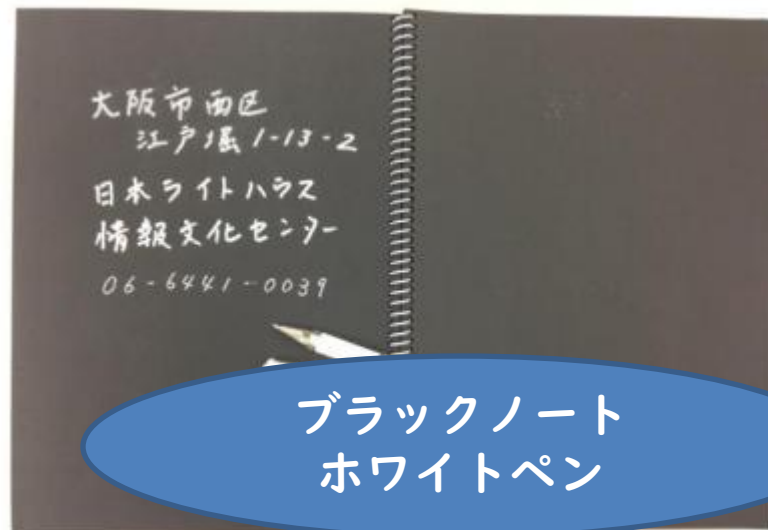 大阪市西区
江戸堀1-13-2
日本ライトハウス
情報文化センター
06-6441-0039
ブラックノート
ホワイトペン